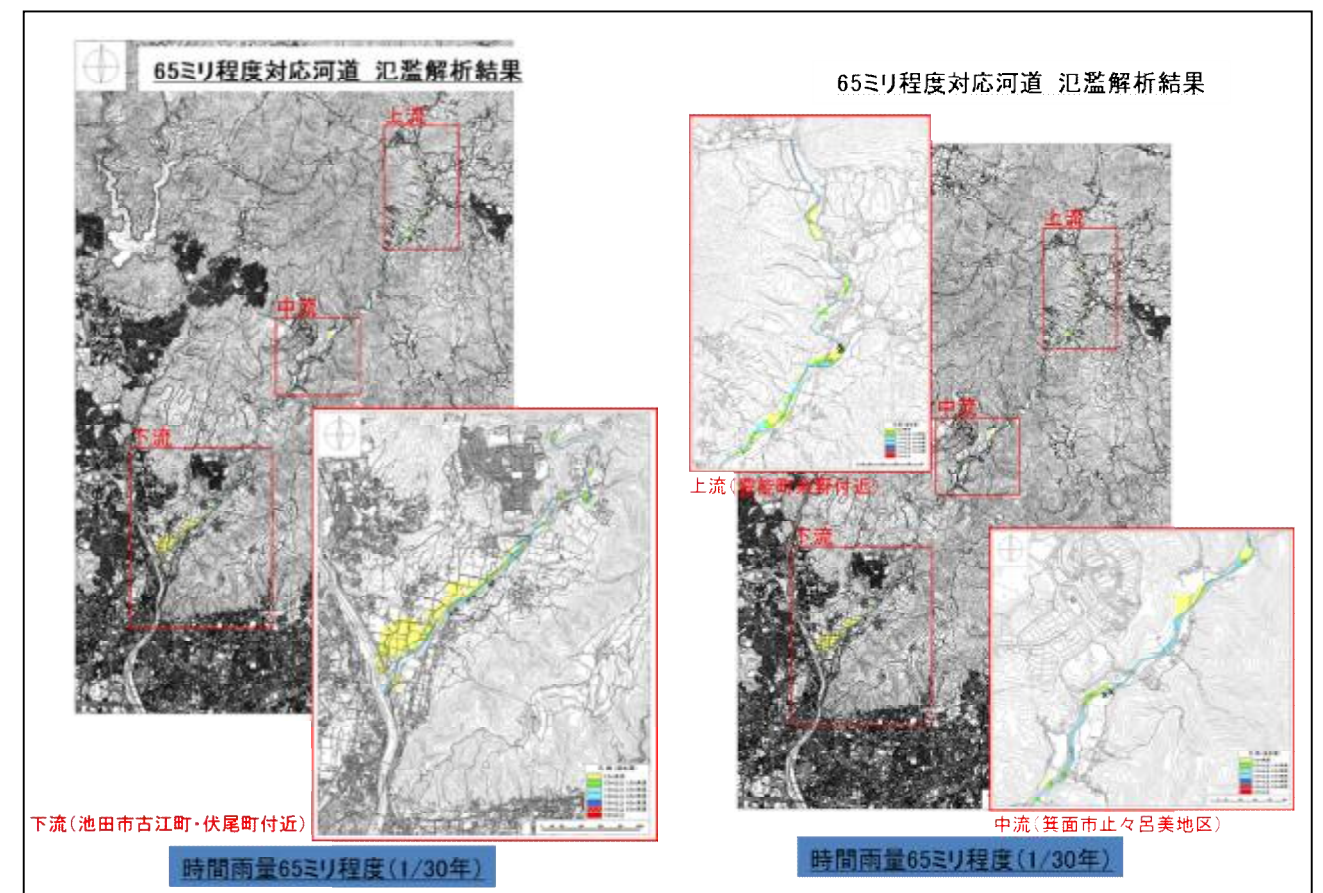 65ミリ程度対応河道 氾濫解析結果
上流
中流
下流
下流(池田市古江町・伏尾町付近)
時間雨量65ミリ程度(1/30年)
65ミリ程度対応河道 氾濫解析結果
上流
中流
下流
上流(
付近)
中流(箕面市止々呂美地区)
時間雨量65ミリ程度(1/30年)